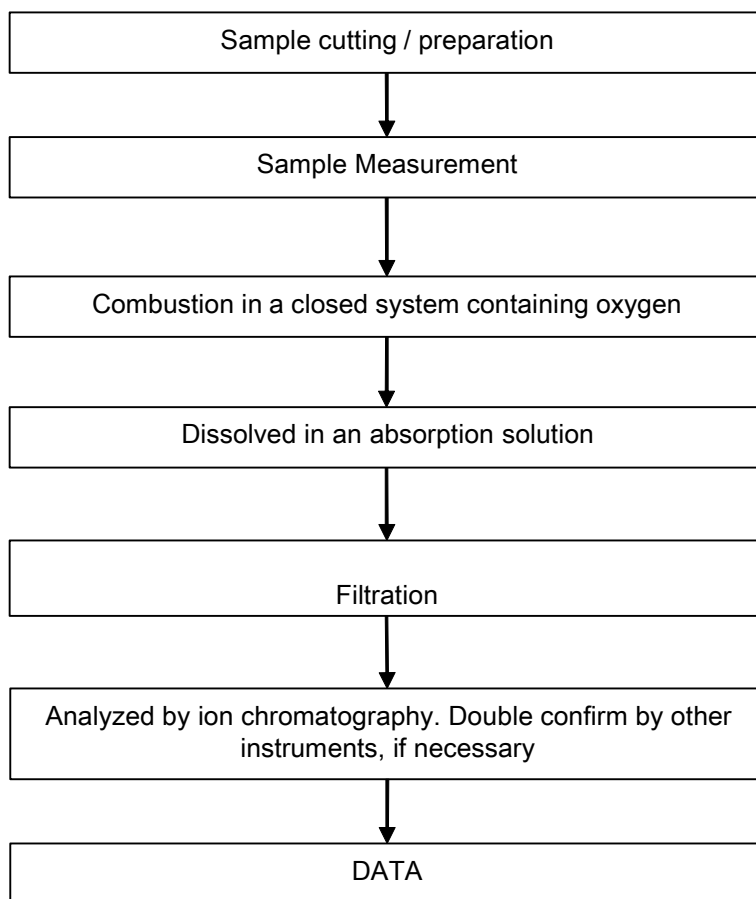 Sample cutting / preparation
Sample Measurement
Combustion in a closed system containing oxygen
Dissolved in an absorption solution
Filtration
Analyzed by ion chromatography. Double confirm by other
instruments, if necessary
DATA